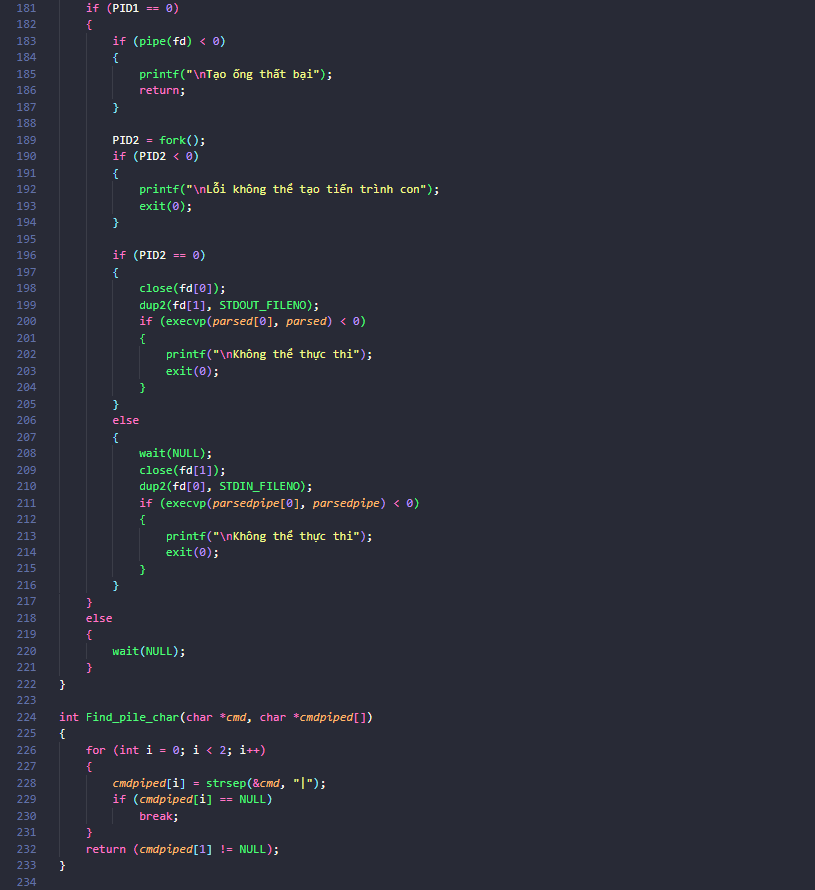 181 if (PID1 == 0)
182 {
183 if (pipe(fd) < 0)
184 {
185 printf("\nTạo ống thất bại");
186 return;
187 }
188
189 PID2 = fork();
190 if (PID2 < 0)
191 {
192 printf("\nLỗi không thể tạo tiến trình con");
193 exit(0);
194 }
195
196 if (PID2 == 0)
197 {
198 close(fd[0]);
199 dup2(fd[1], STDOUT_FILENO);
200 if (execvp(parsed[0], parsed) < 0)
201 {
202 printf("\nKhông thể thực thi");
203 exit(0);
204 }
205 }
206 else
207 {
208 wait(NULL);
209 close(fd[1]);
210 dup2(fd[0], STDIN_FILENO);
211 if (execvp(parsedpipe[0], parsedpipe) < 0)
212 {
213 printf("\nKhông thể thực thi");
214 exit(0);
215 }
216 }
217 }
218 else
219 {
220 wait(NULL);
221 }
222 }
223
224 int Find_pile_char(char *cmd, char *cmdpiped[])
225 {
226 for (int i = 0; i < 2; i++)
227 {
228 cmdpiped[i] = strsep(&cmd, "|");
229 if (cmdpiped[i] == NULL)
230 break;
231 }
232 return (cmdpiped[1] != NULL);
233 }
234